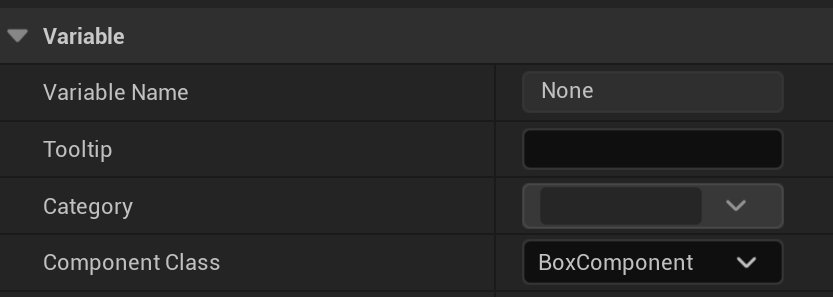 Variable
Variable Name None
Tooltip
Category
Component Class BoxComponent